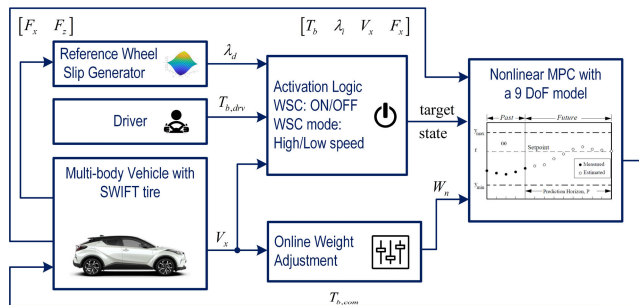 [F_x F_z]
[T_b λ_i V_x F_x]
Reference Wheel
Slip Generator
λ_d
Driver
T_b,drv
Activation Logic
WSC: ON/OFF
WSC mode:
High/Low speed
target
state
Nonlinear MPC with
a 9 DoF model
Past
Future
y_max
r
Setpoint
Measured
Estimated
y_min
Prediction Horizon, P
Multi-body Vehicle with
SWIFT tire
V_x
Online Weight
Adjustment
W_n
T_b,com